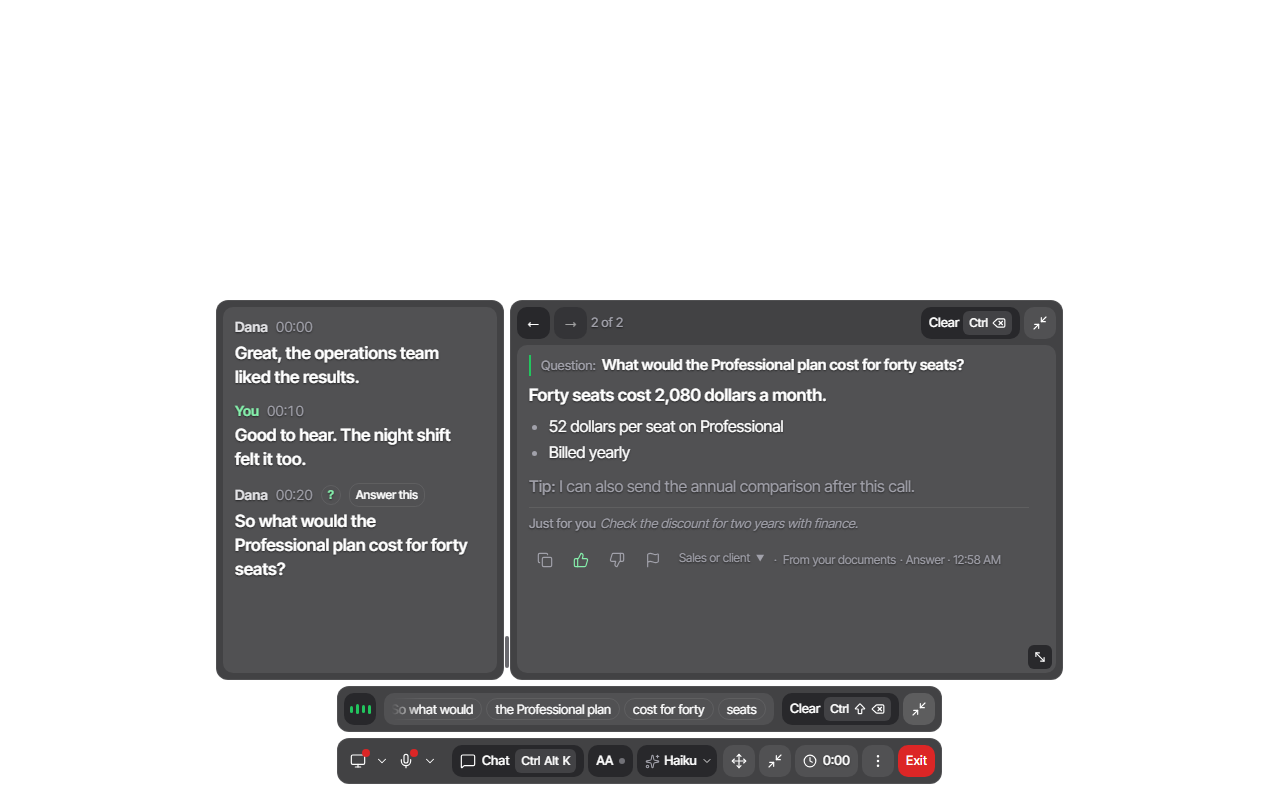 Dana 00:00
Great, the operations team
liked the results.
You 00:10
Good to hear. The night shift
felt it too.
Dana 00:20 ? Answer this
So what would the
Professional plan cost for forty
seats?
← → 2 of 2 Clear Ctrl
Question: What would the Professional plan cost for forty seats?
Forty seats cost 2,080 dollars a month.
• 52 dollars per seat on Professional
• Billed yearly
Tip: I can also send the annual comparison after this call.
Just for you Check the discount for two years with finance.
Sales or client ▼ · From your documents · Answer · 12:58 AM
So what would the Professional plan cost for forty seats Clear Ctrl
Chat Ctrl Alt K AA Haiku 0:00 Exit